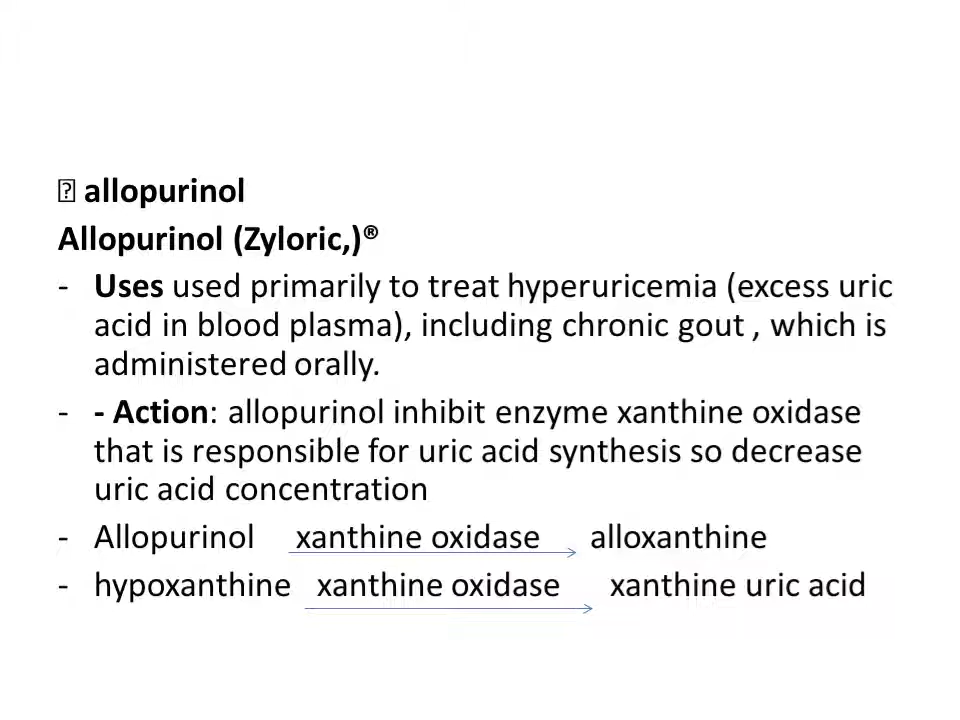 allopurinol
Allopurinol (Zyloric,)®
- Uses used primarily to treat hyperuricemia (excess uric
acid in blood plasma), including chronic gout , which is
administered orally.
- - Action: allopurinol inhibit enzyme xanthine oxidase
that is responsible for uric acid synthesis so decrease
uric acid concentration
- Allopurinol xanthine oxidase alloxanthine
- hypoxanthine xanthine oxidase xanthine uric acid